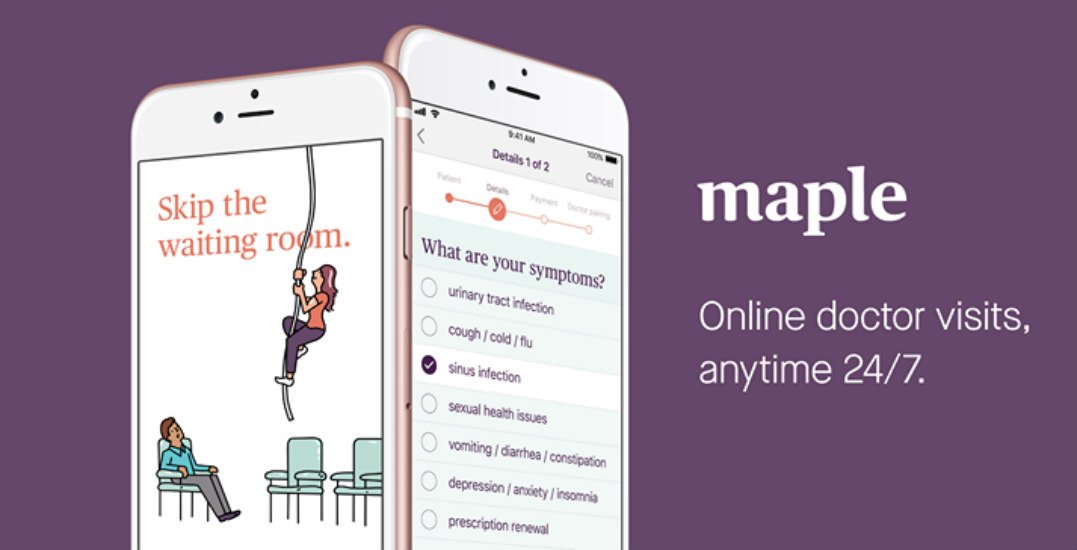 Skip the
waiting room.
9:41 AM
100%
Details 1 of 2
Cancel
Patient
Details
Payment
Doctor pairing
What are your symptoms?
urinary tract infection
cough / cold / flu
sinus infection
sexual health issues
vomiting / diarrhea / constipation
depression / anxiety / insomnia
prescription renewal
maple
Online doctor visits,
anytime 24/7.